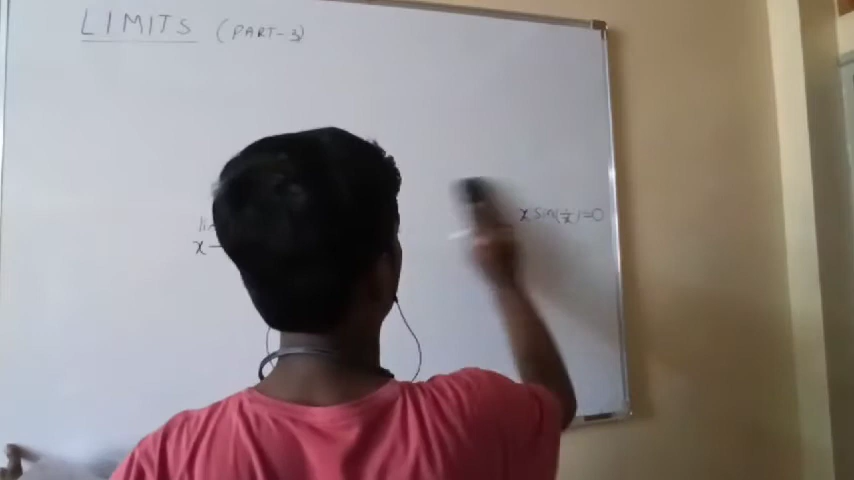 LIMITS (PART-3)
lim x sin(1/x)=0
x→